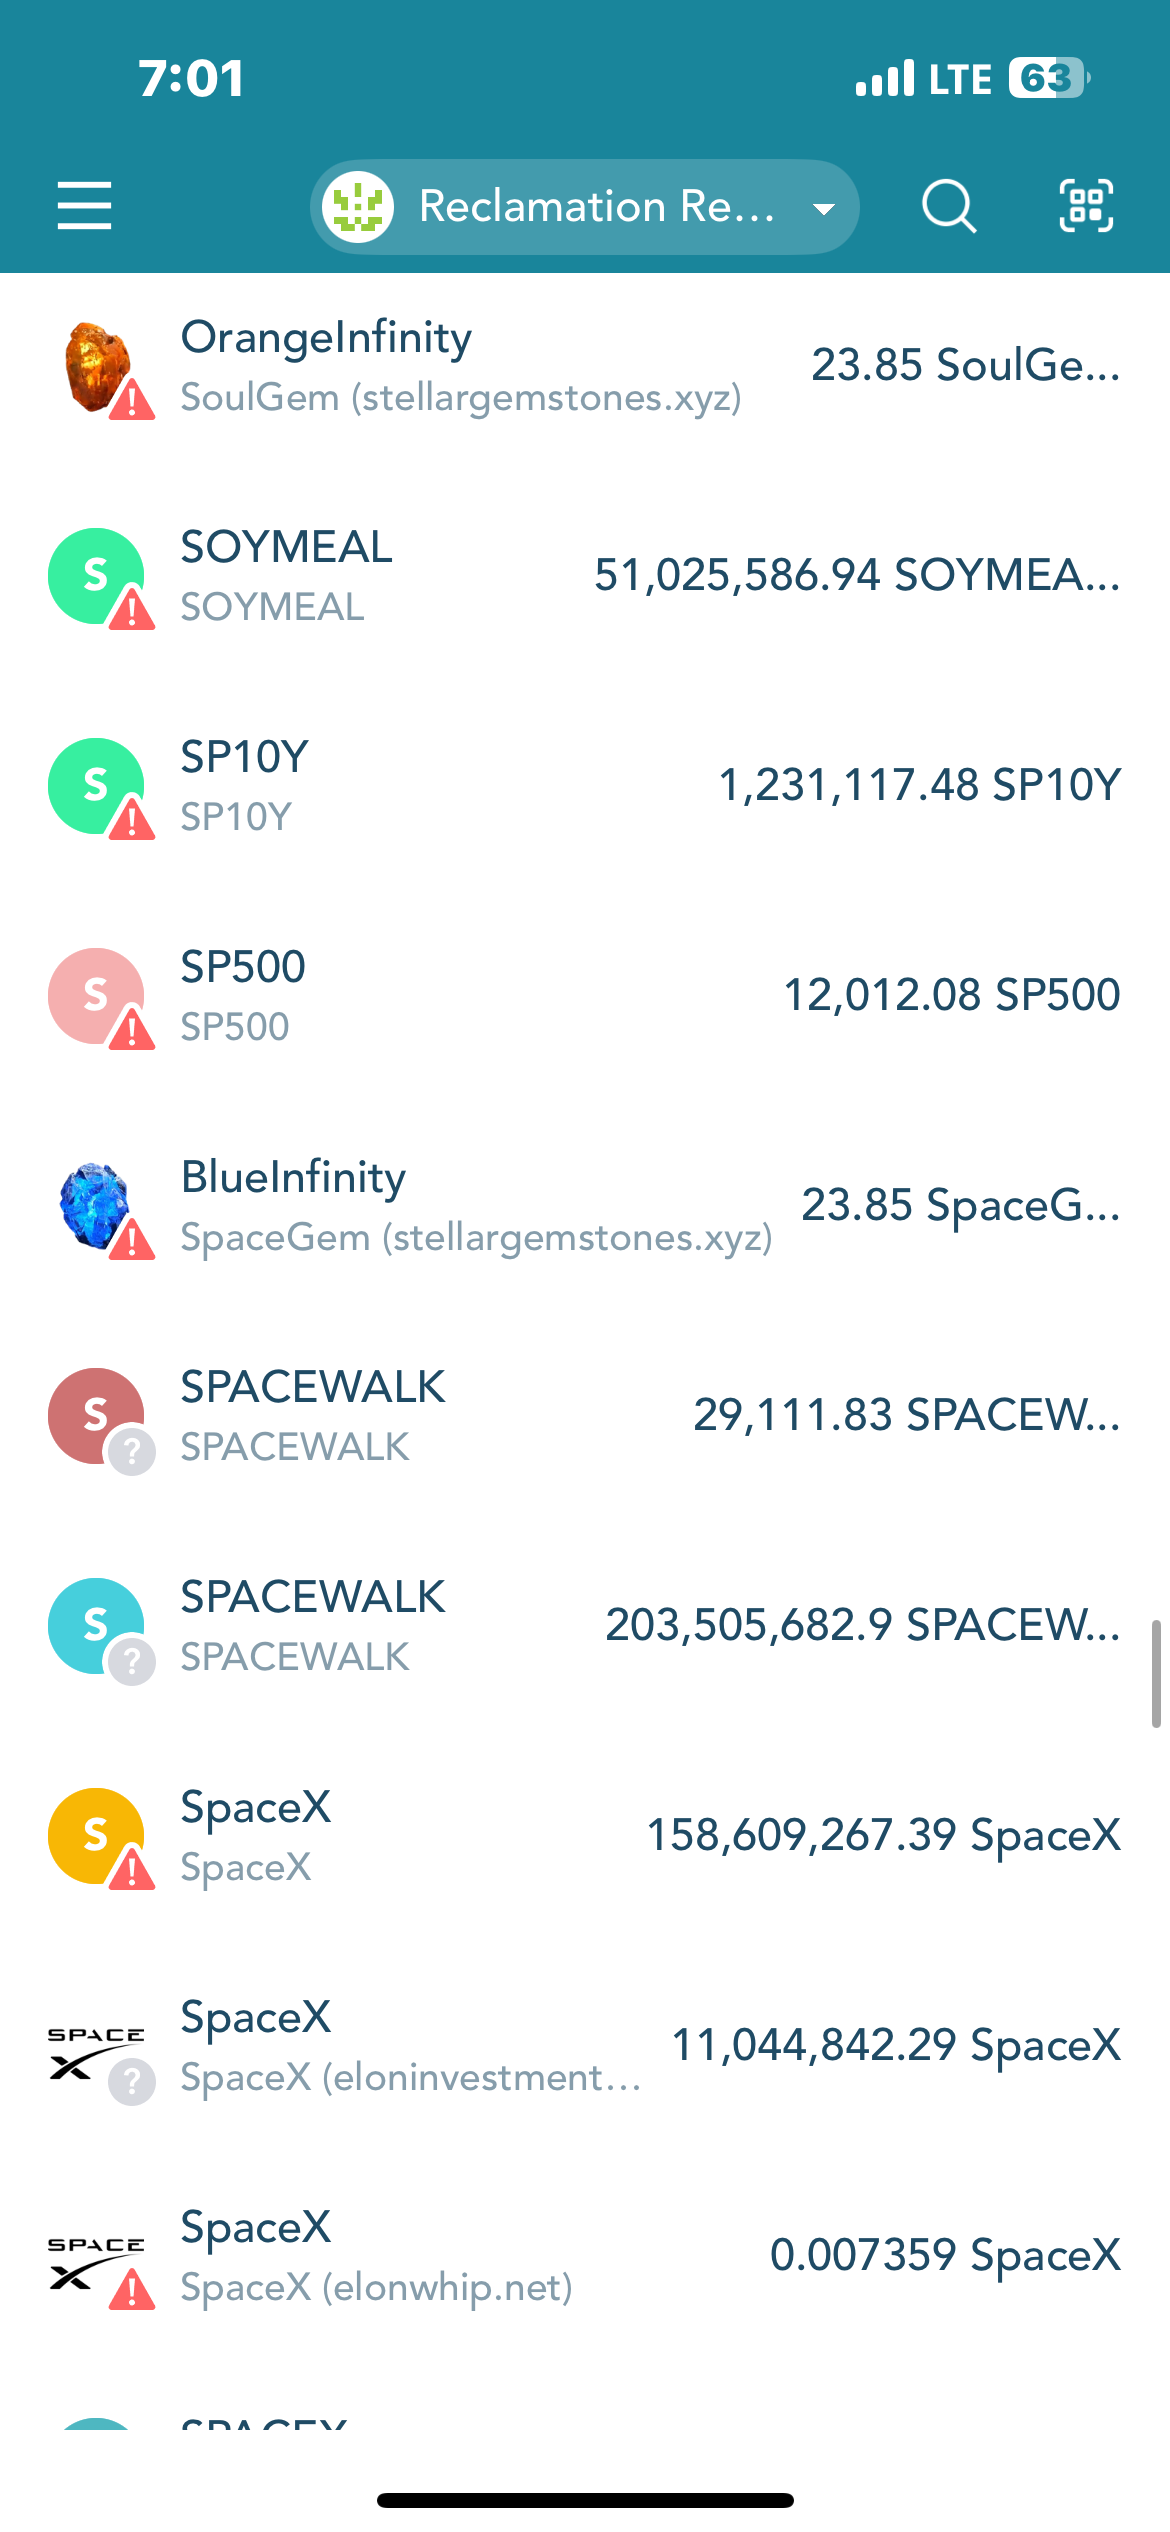 7:01
LTE 63
Reclamation Re...
OrangeInfinity
SoulGem (stellargemstones.xyz)
23.85 SoulGe...
S
SOYMEAL
SOYMEAL
51,025,586.94 SOYMEA...
S
SP10Y
SP10Y
1,231,117.48 SP10Y
S
SP500
SP500
12,012.08 SP500
BlueInfinity
SpaceGem (stellargemstones.xyz)
23.85 SpaceG...
S
?
SPACEWALK
SPACEWALK
29,111.83 SPACEW...
S
?
SPACEWALK
SPACEWALK
203,505,682.9 SPACEW...
S
SpaceX
SpaceX
158,609,267.39 SpaceX
SPACE
X
?
SpaceX
SpaceX (eloninvestment...
11,044,842.29 SpaceX
SPACE
X
SpaceX
SpaceX (elonwhip.net)
0.007359 SpaceX
SPACEX